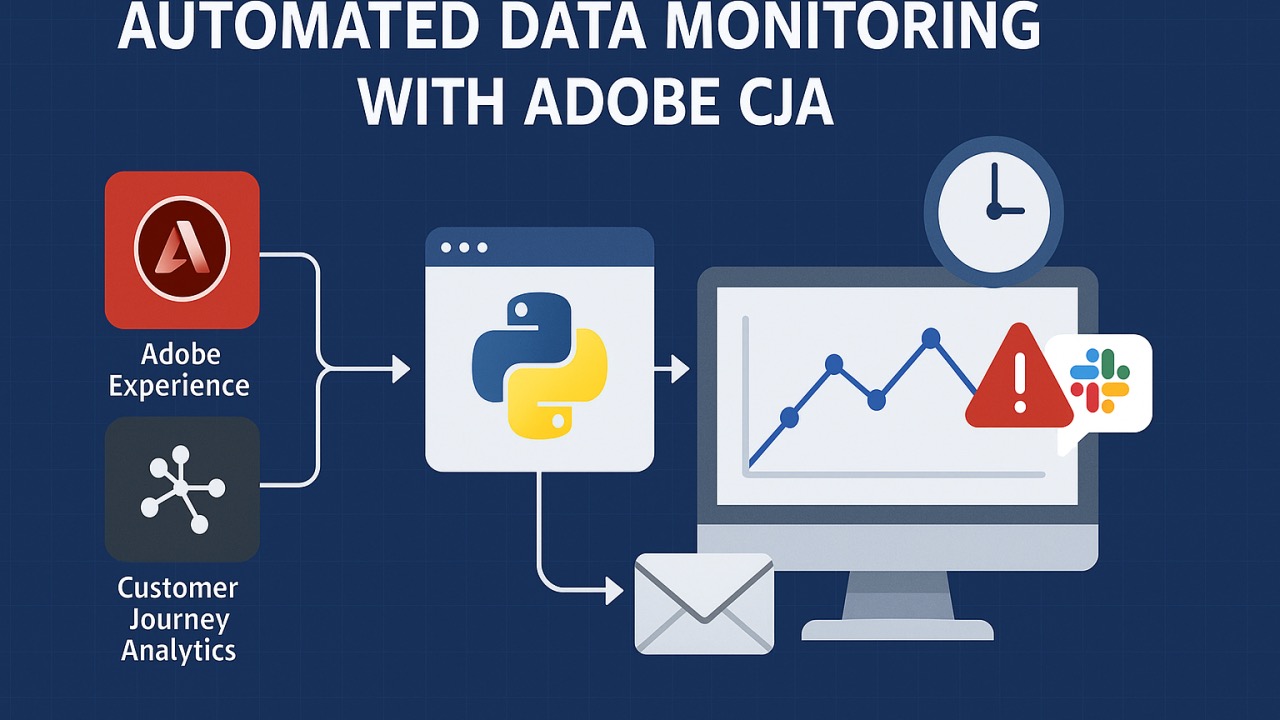 AUTOMATED DATA MONITORING
WITH ADOBE CJA
Adobe
Experience
Customer
Journey
Analytics